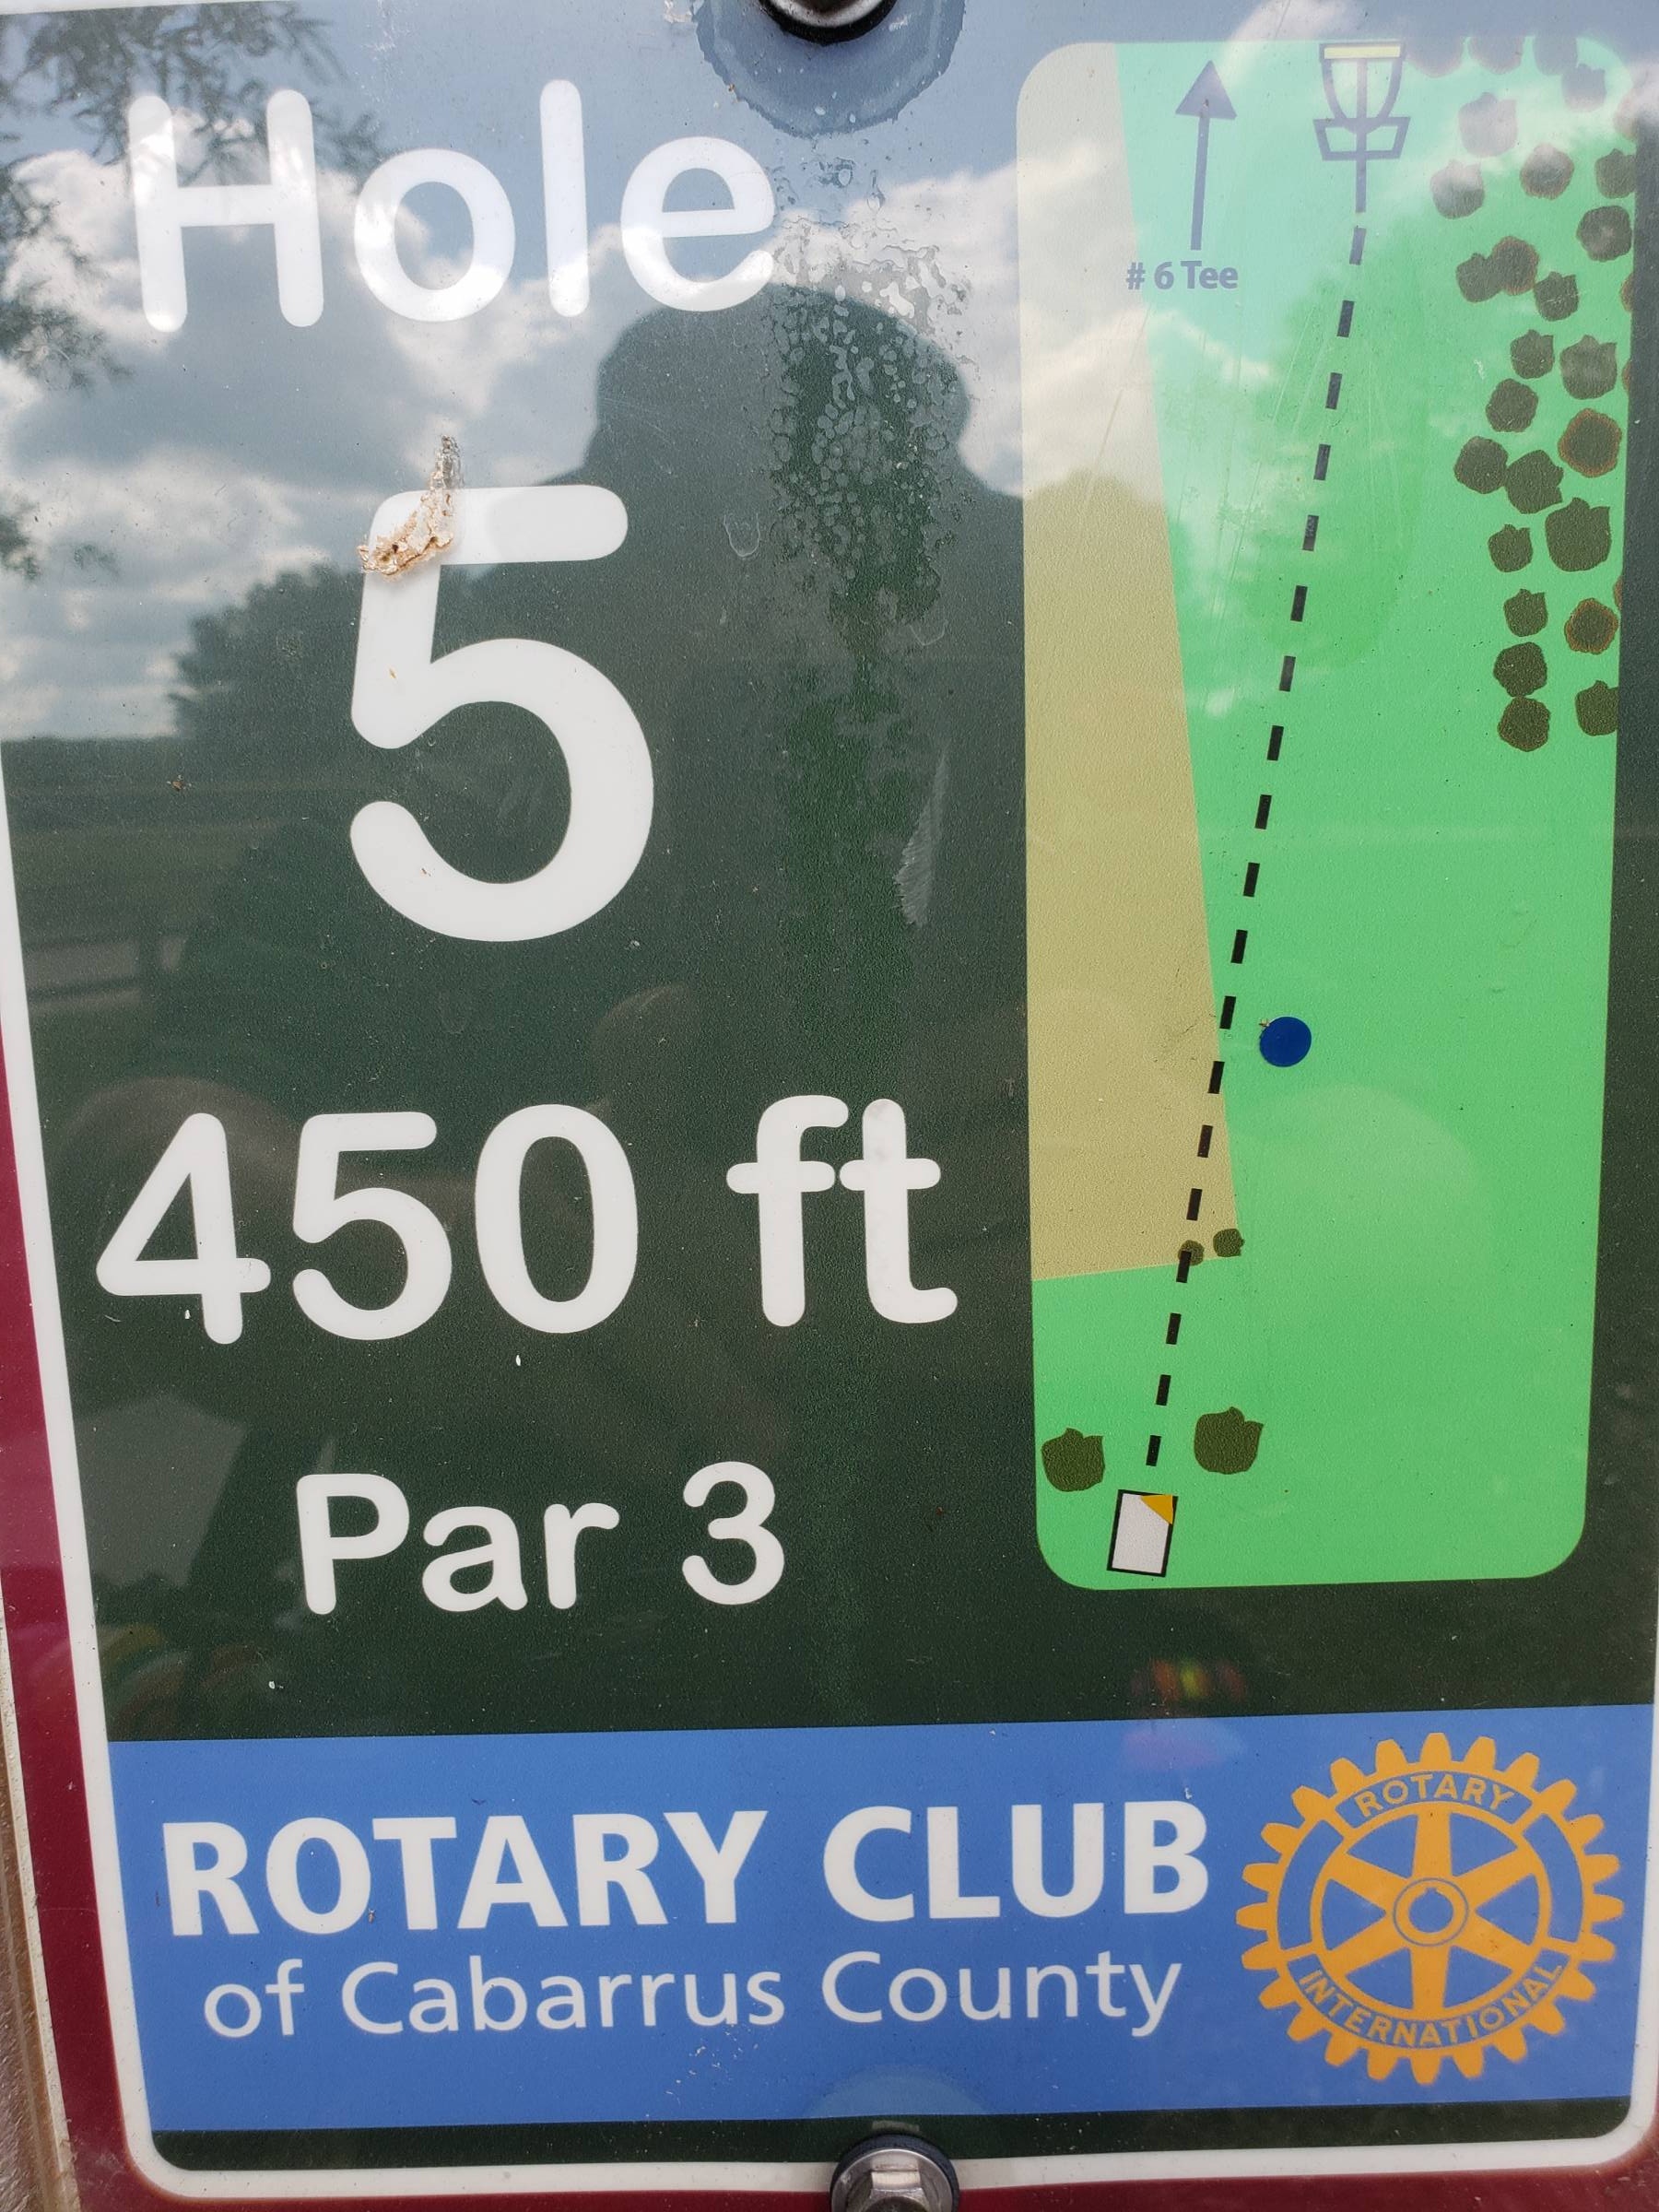 Hole
5
450 ft
Par 3
# 6 Tee
ROTARY CLUB
of Cabarrus County
ROTARY
INTERNATIONAL